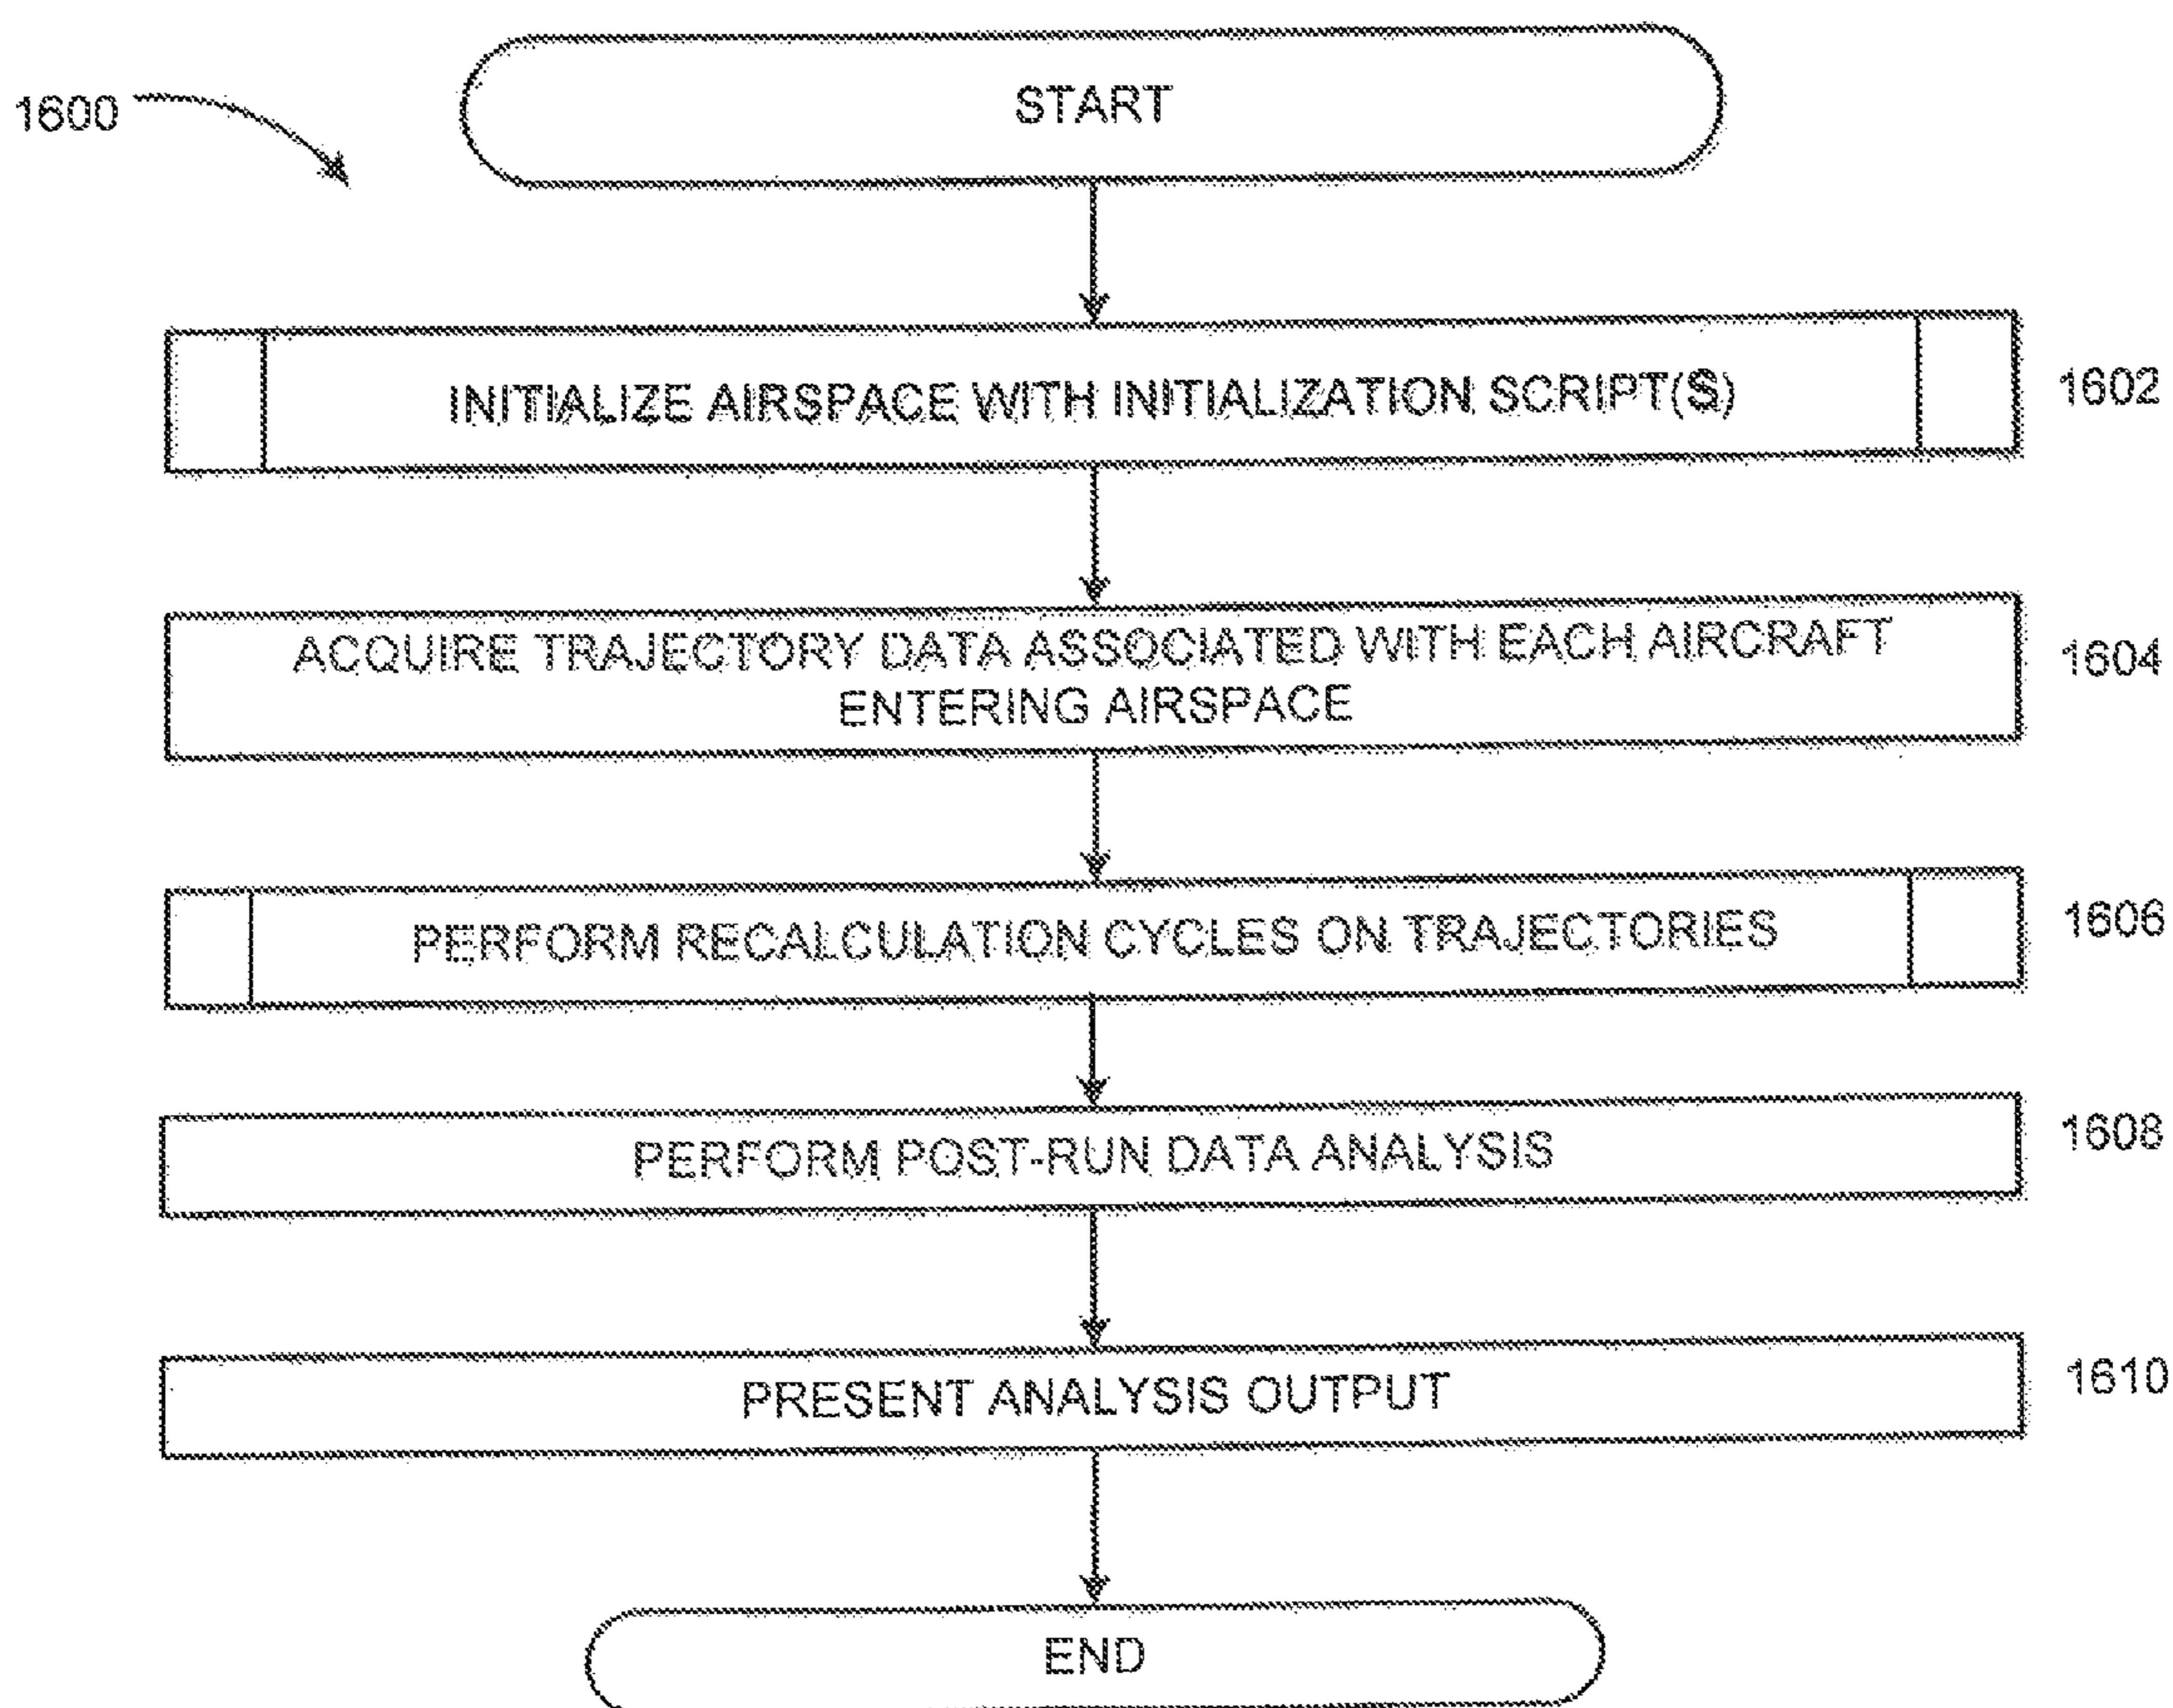 START
1600
INITIALIZE AIRSPACE WITH INITIALIZATION SCRIPT(S)
1602
ACQUIRE TRAJECTORY DATA ASSOCIATED WITH EACH AIRCRAFT
ENTERING AIRSPACE
1604
PERFORM RECALCULATION CYCLES ON TRAJECTORIES
1606
PERFORM POST-RUN DATA ANALYSIS
1608
PRESENT ANALYSIS OUTPUT
1610
END